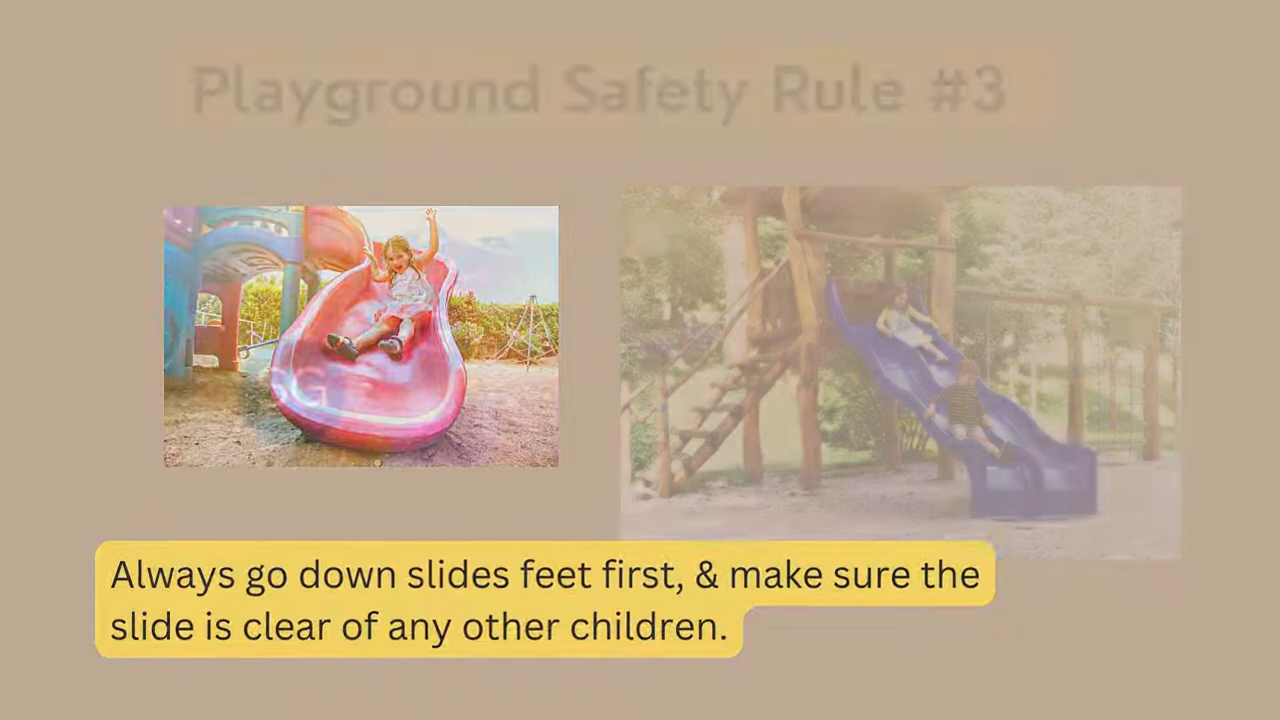 Playground Safety Rule #3
Always go down slides feet first, & make sure the
slide is clear of any other children.